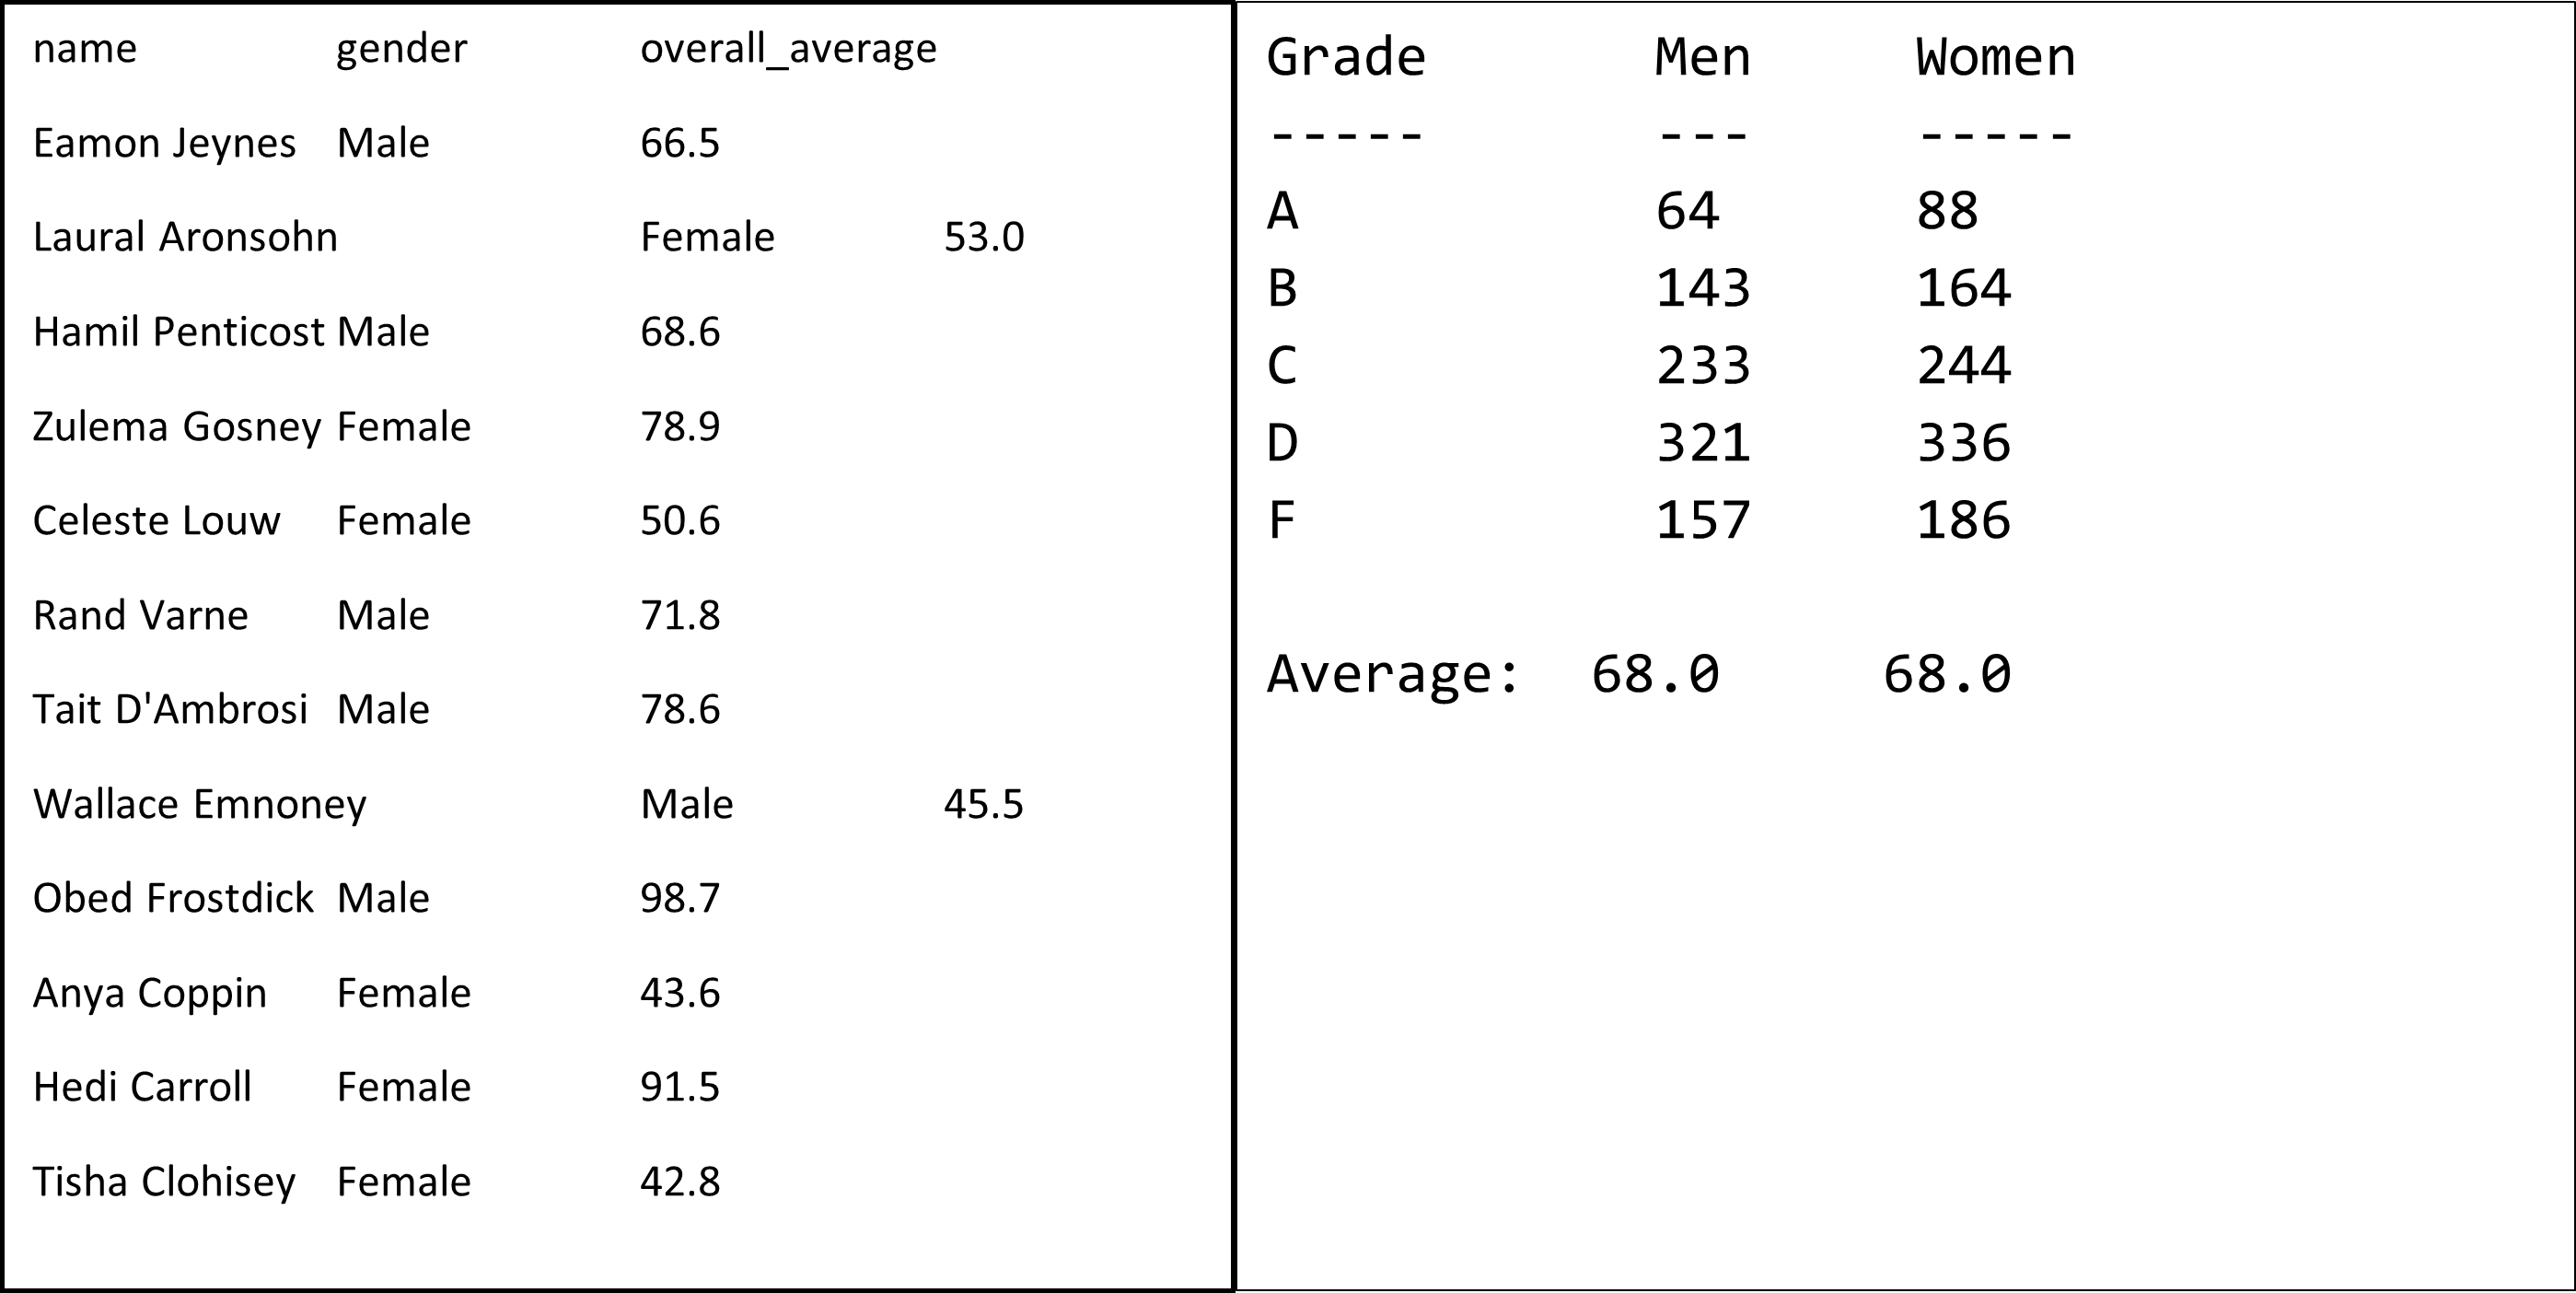 name gender overall_average
Eamon Jeynes Male 66.5
Laural Aronsohn Female 53.0
Hamil Penticost Male 68.6
Zulema Gosney Female 78.9
Celeste Louw Female 50.6
Rand Varne Male 71.8
Tait D'Ambrosi Male 78.6
Wallace Emnoney Male 45.5
Obed Frostdick Male 98.7
Anya Coppin Female 43.6
Hedi Carroll Female 91.5
Tisha Clohisey Female 42.8
Grade Men Women
----- --- -----
A 64 88
B 143 164
C 233 244
D 321 336
F 157 186
Average: 68.0 68.0